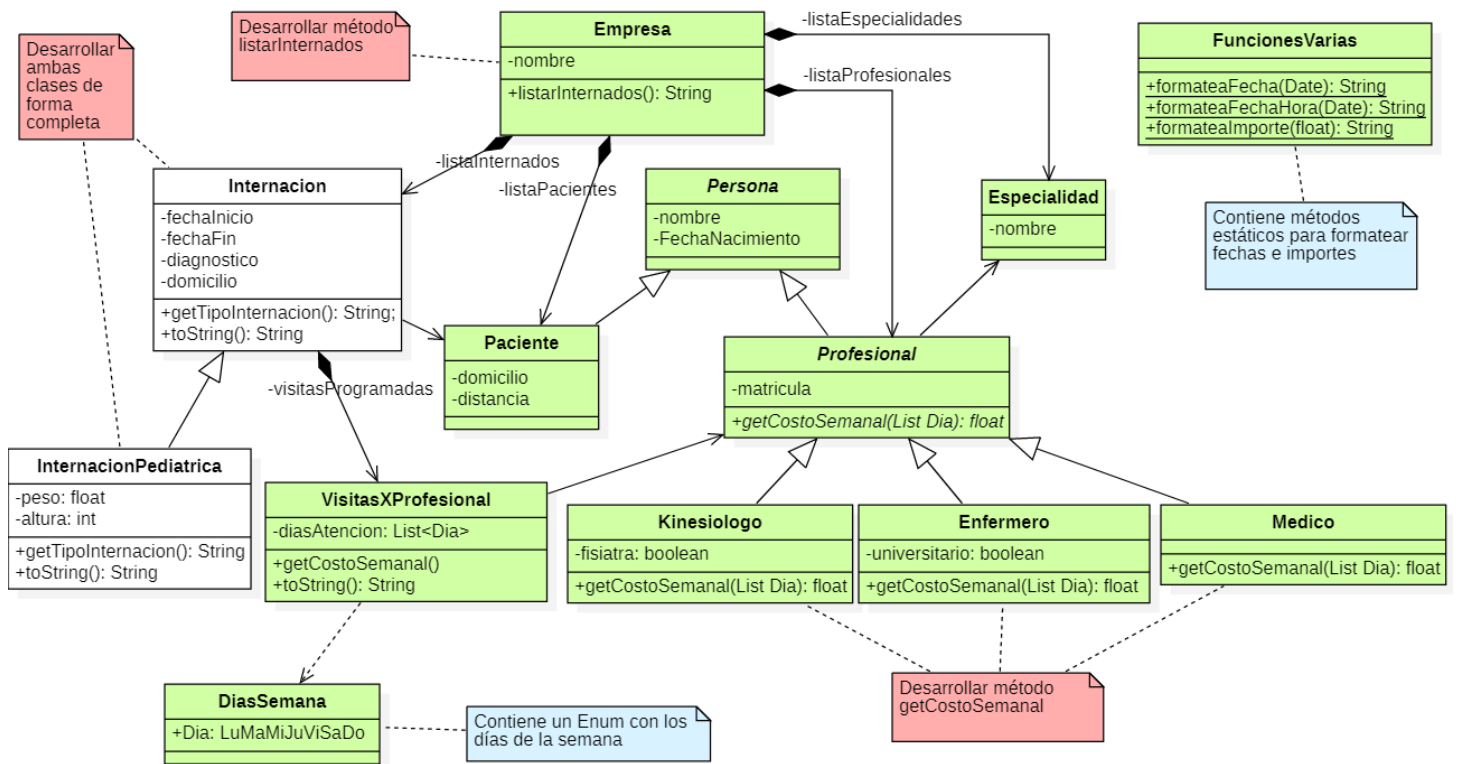 Desarrollar
ambas
clases de
forma
completa
Desarrollar método
listarInternados
Empresa
-nombre
+listarInternados(): String
-listaEspecialidades
-listaProfesionales
-listaInternados
-listaPacientes
FuncionesVarias
+formateaFecha(Date): String
+formateaFechaHora(Date): String
+formateaImporte(float): String
Contiene métodos
estáticos para formatear
fechas e importes
Internacion
-fechaInicio
-fechaFin
-diagnostico
-domicilio
+getTipoInternacion(): String;
+toString(): String
Persona
-nombre
-FechaNacimiento
Especialidad
-nombre
Paciente
-domicilio
-distancia
Profesional
-matricula
+getCostoSemanal(List Dia): float
-visitasProgramadas
InternacionPediatrica
-peso: float
-altura: int
+getTipoInternacion(): String
+toString(): String
VisitasXProfesional
-diasAtencion: List<Dia>
+getCostoSemanal()
+toString(): String
Kinesiologo
-fisiatra: boolean
+getCostoSemanal(List Dia): float
Enfermero
-universitario: boolean
+getCostoSemanal(List Dia): float
Medico
+getCostoSemanal(List Dia): float
DiasSemana
+Dia: LuMaMiJuViSaDo
Contiene un Enum con los
días de la semana
Desarrollar método
getCostoSemanal